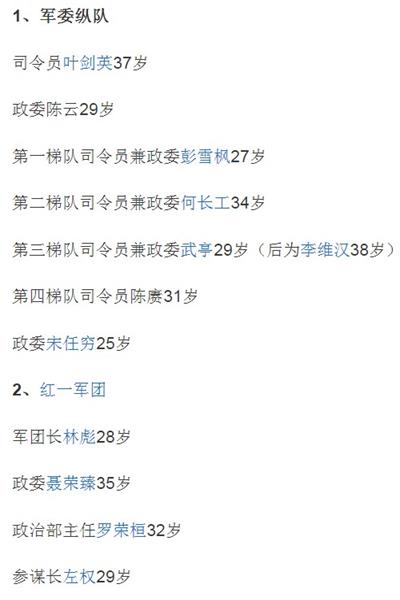 1、军委纵队
司令员叶剑英37岁
政委陈云29岁
第一梯队司令员兼政委彭雪枫27岁
第二梯队司令员兼政委何长工34岁
第三梯队司令员兼政委武亭29岁（后为李维汉38岁）
第四梯队司令员陈赓31岁
政委宋任穷25岁
2、红一军团
军团长林彪28岁
政委聂荣臻35岁
政治部主任罗荣桓32岁
参谋长左权29岁